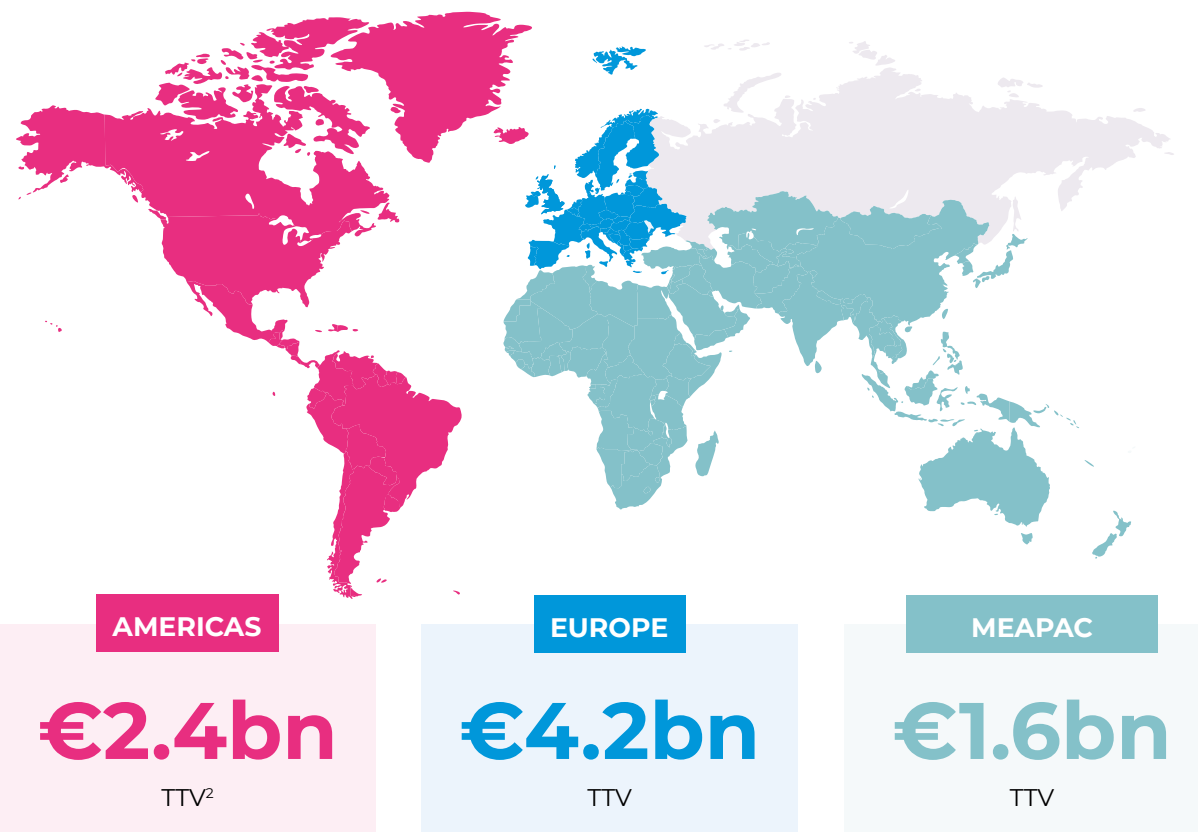 AMERICAS
€2.4bn
TTV²
EUROPE
€4.2bn
TTV
MEAPAC
€1.6bn
TTV